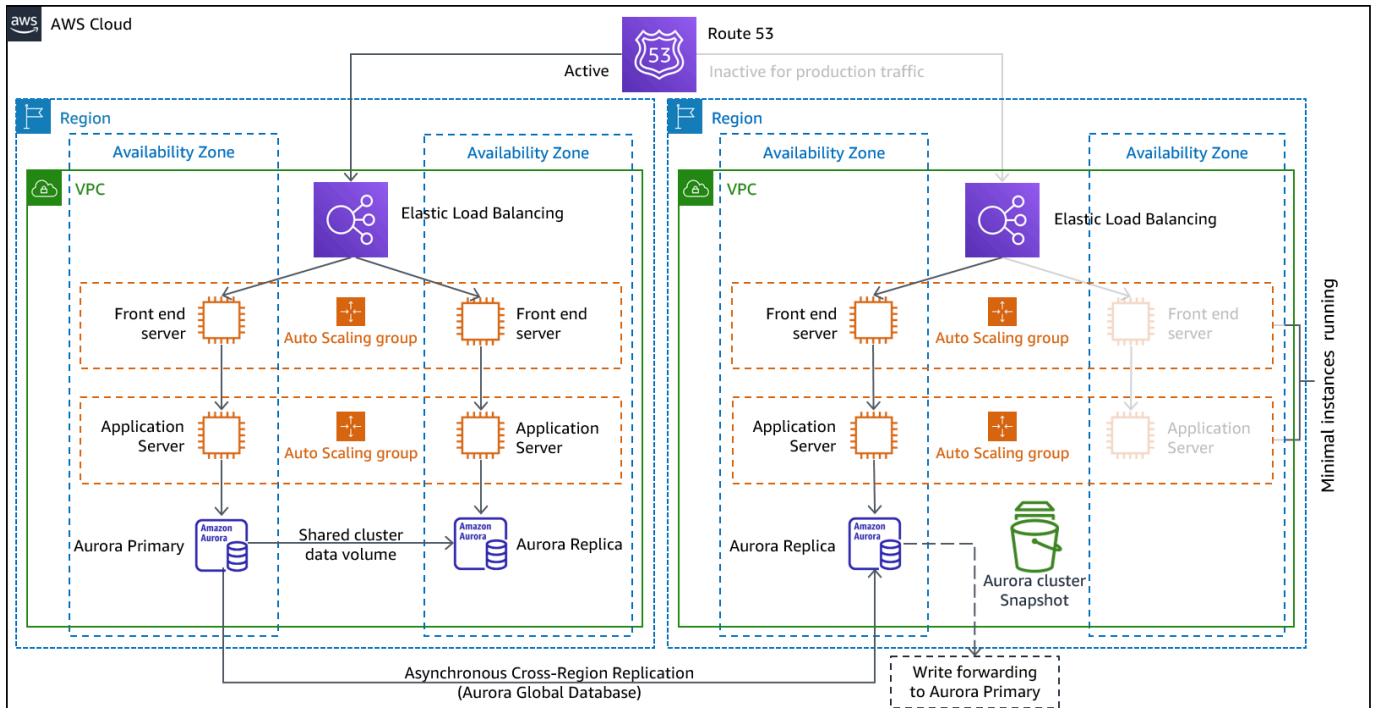 aws
AWS Cloud
Route 53
53
Active
Inactive for production traffic
Region
Availability Zone
Availability Zone
VPC
Elastic Load Balancing
Front end
server
Auto Scaling group
Front end
server
Application
Server
Auto Scaling group
Application
Server
Aurora Primary
Amazon
Aurora
Shared cluster
data volume
Amazon
Aurora
Aurora Replica
Region
Availability Zone
Availability Zone
VPC
Elastic Load Balancing
Front end
server
Auto Scaling group
Front end
server
Application
Server
Auto Scaling group
Application
Server
Minimal instances running
Aurora Replica
Amazon
Aurora
Aurora cluster
Snapshot
Asynchronous Cross-Region Replication
(Aurora Global Database)
Write forwarding
to Aurora Primary